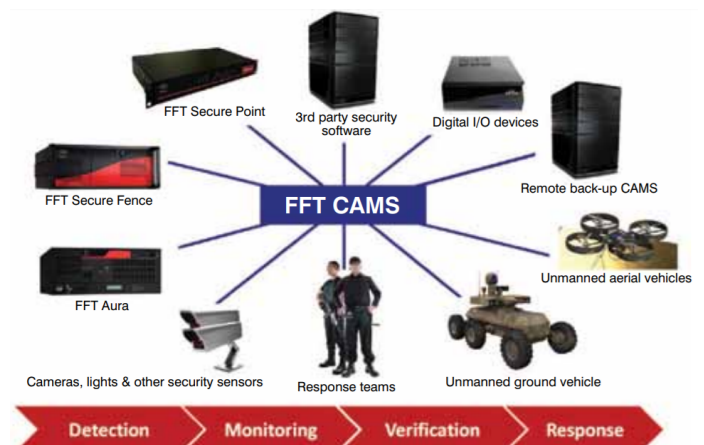 FFT Secure Point
3rd party security
software
Digital I/O devices
Remote back-up CAMS
FFT Secure Fence
FFT CAMS
Unmanned aerial vehicles
FFT Aura
Cameras, lights & other security sensors
Response teams
Unmanned ground vehicle
Detection
Monitoring
Verification
Response